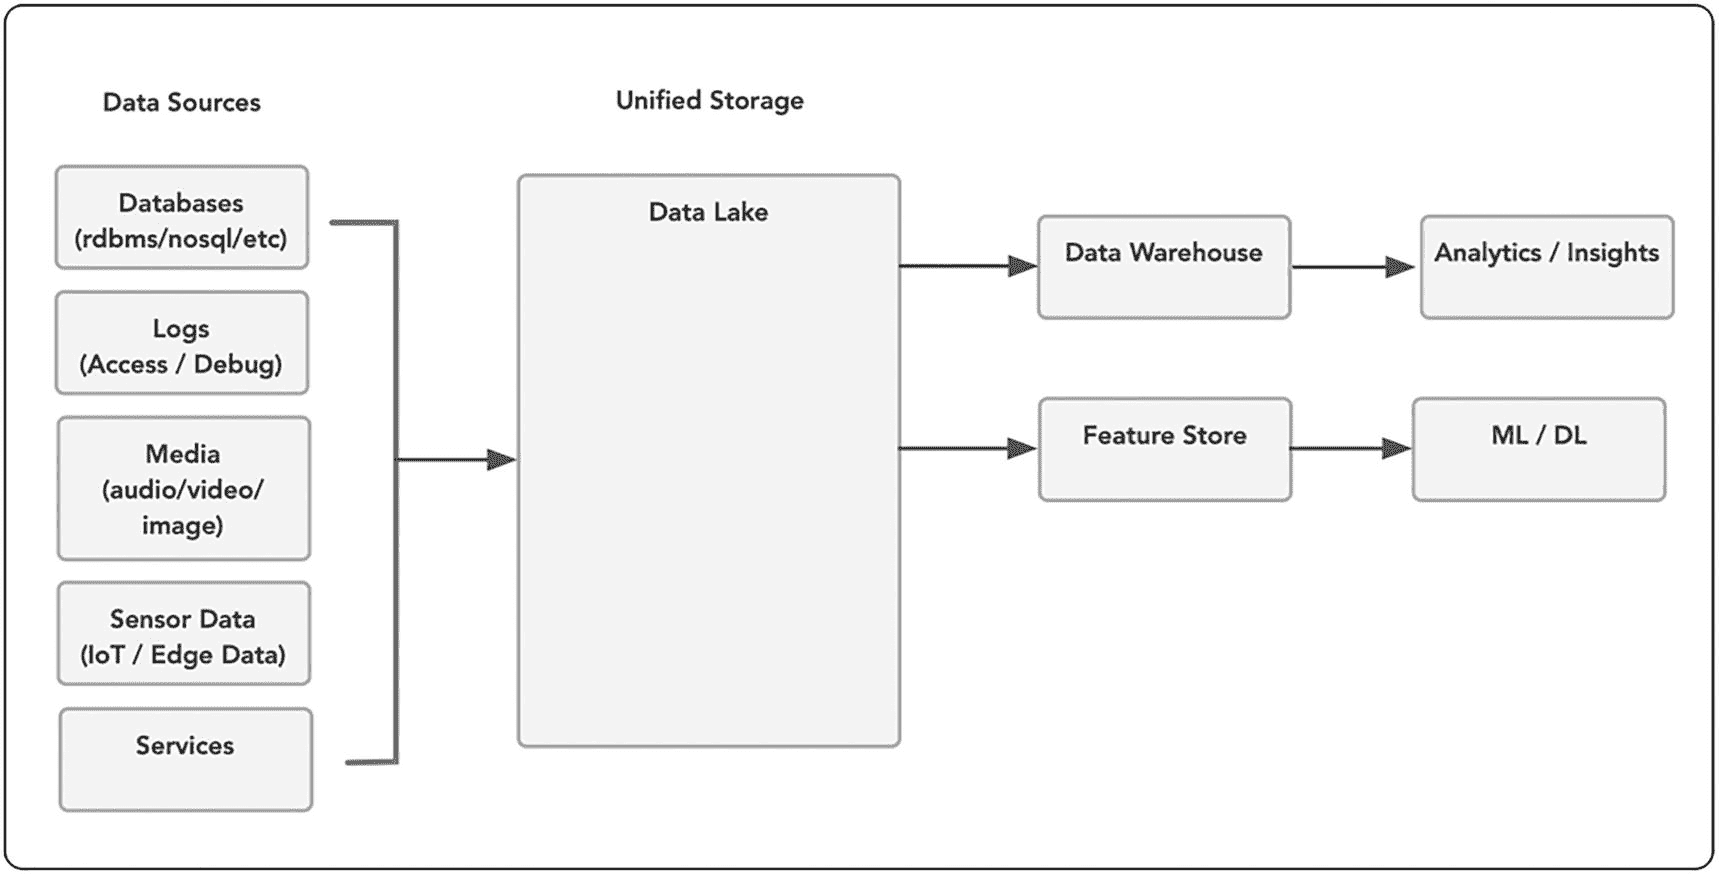 Data Sources
Unified Storage
Databases
(rdbms/nosql/etc)
Logs
(Access / Debug)
Media
(audio/video/
image)
Sensor Data
(IoT / Edge Data)
Services
Data Lake
Data Warehouse
Analytics / Insights
Feature Store
ML / DL